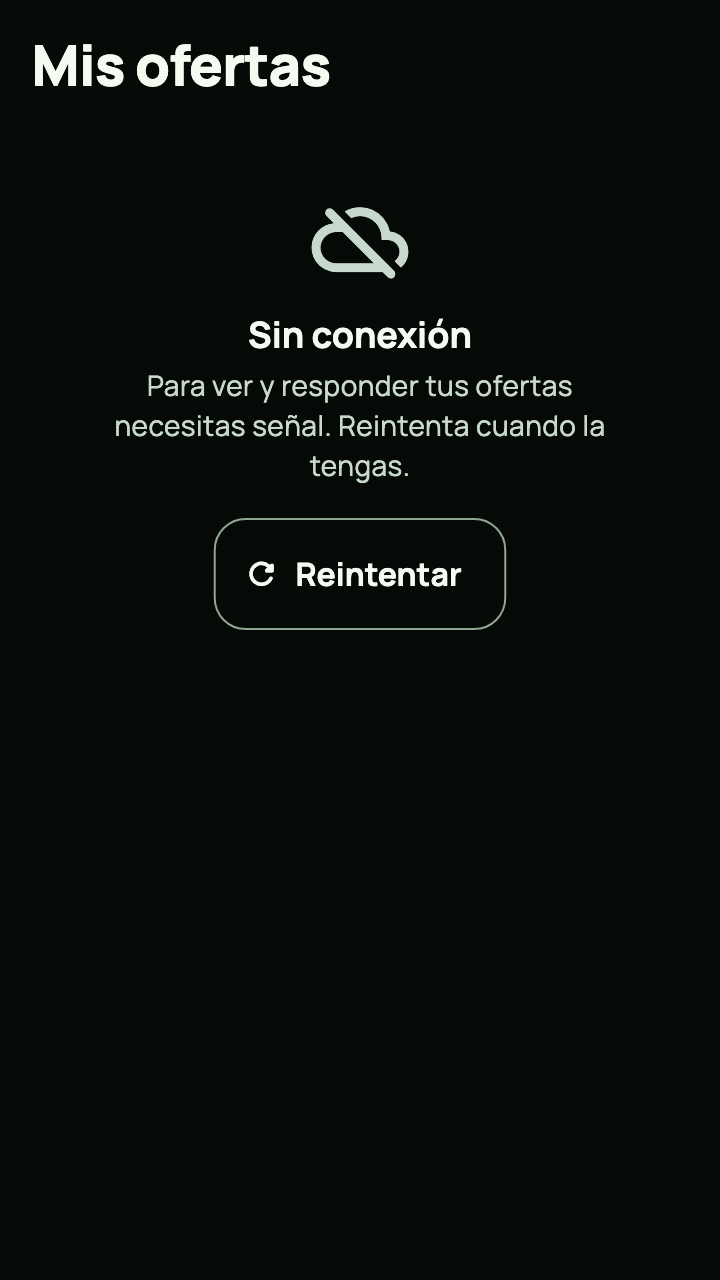 Mis ofertas
Sin conexión
Para ver y responder tus ofertas
necesitas señal. Reintenta cuando la
tengas.
Reintentar